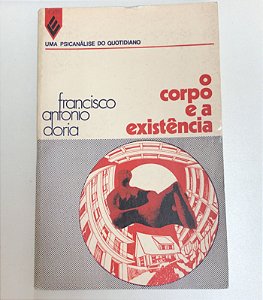 UMA PSICANÁLISE DO QUOTIDIANO
o
corpo
e a
existência
francisco
antonio
doria